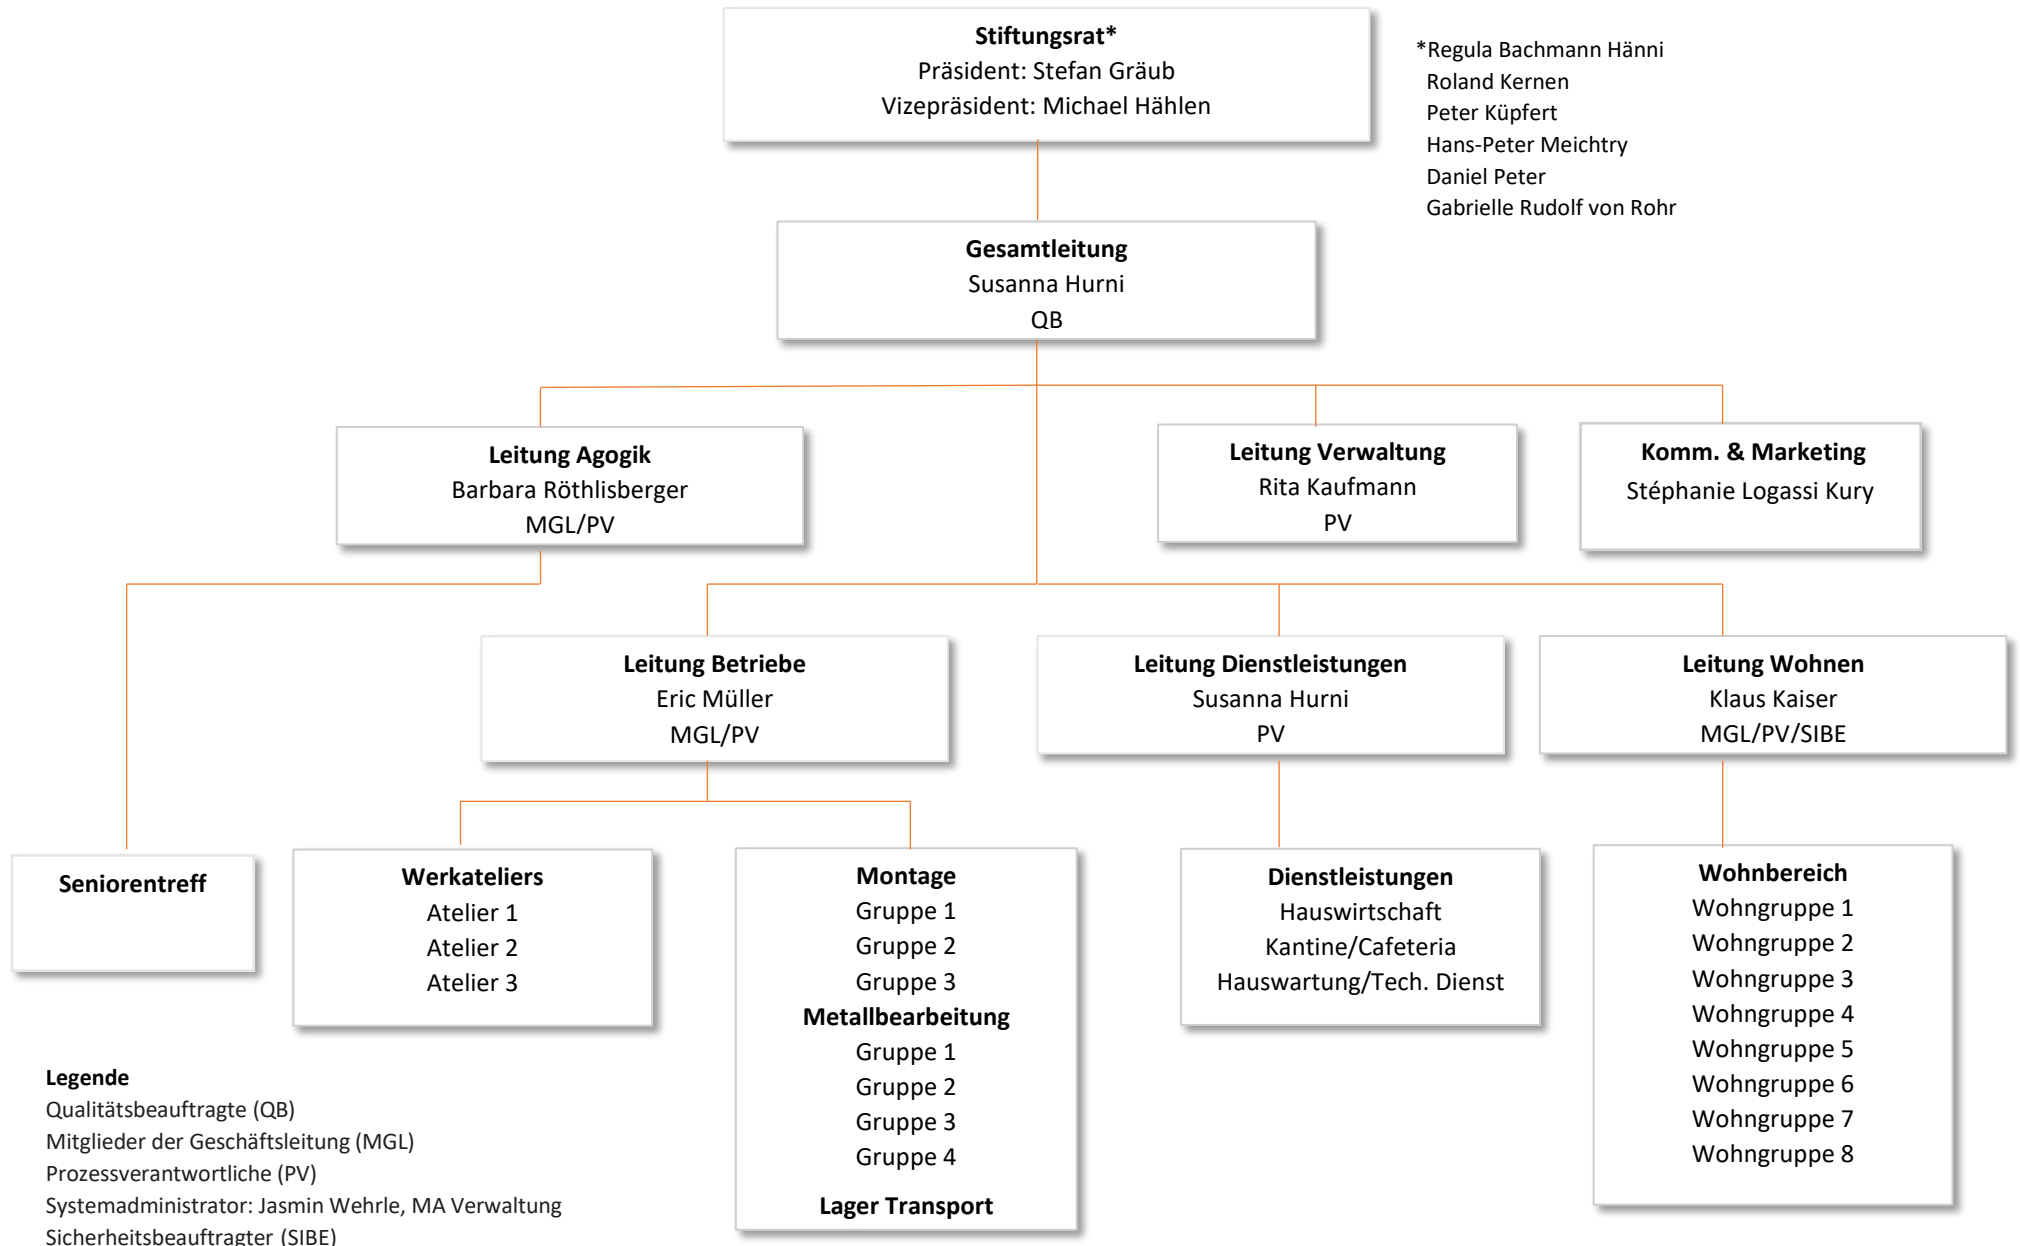 Stiftungsrat*
Präsident: Stefan Gräub
Vizepräsident: Michael Hählen
*Regula Bachmann Hänni
Roland Kernen
Peter Küpfert
Hans-Peter Meichtry
Daniel Peter
Gabrielle Rudolf von Rohr
Gesamtleitung
Susanna Hurni
QB
Leitung Agogik
Barbara Röthlisberger
MGL/PV
Leitung Verwaltung
Rita Kaufmann
PV
Komm. & Marketing
Stéphanie Logassi Kury
Leitung Betriebe
Eric Müller
MGL/PV
Leitung Dienstleistungen
Susanna Hurni
PV
Leitung Wohnen
Klaus Kaiser
MGL/PV/SIBE
Seniorentreff
Werkateliers
Atelier 1
Atelier 2
Atelier 3
Montage
Gruppe 1
Gruppe 2
Gruppe 3
Metallbearbeitung
Gruppe 1
Gruppe 2
Gruppe 3
Gruppe 4
Lager Transport
Dienstleistungen
Hauswirtschaft
Kantine/Cafeteria
Hauswartung/Tech. Dienst
Wohnbereich
Wohngruppe 1
Wohngruppe 2
Wohngruppe 3
Wohngruppe 4
Wohngruppe 5
Wohngruppe 6
Wohngruppe 7
Wohngruppe 8
Legende
Qualitätsbeauftragte (QB)
Mitglieder der Geschäftsleitung (MGL)
Prozessverantwortliche (PV)
Systemadministrator: Jasmin Wehrle, MA Verwaltung
Sicherheitsbeauftragter (SIBE)